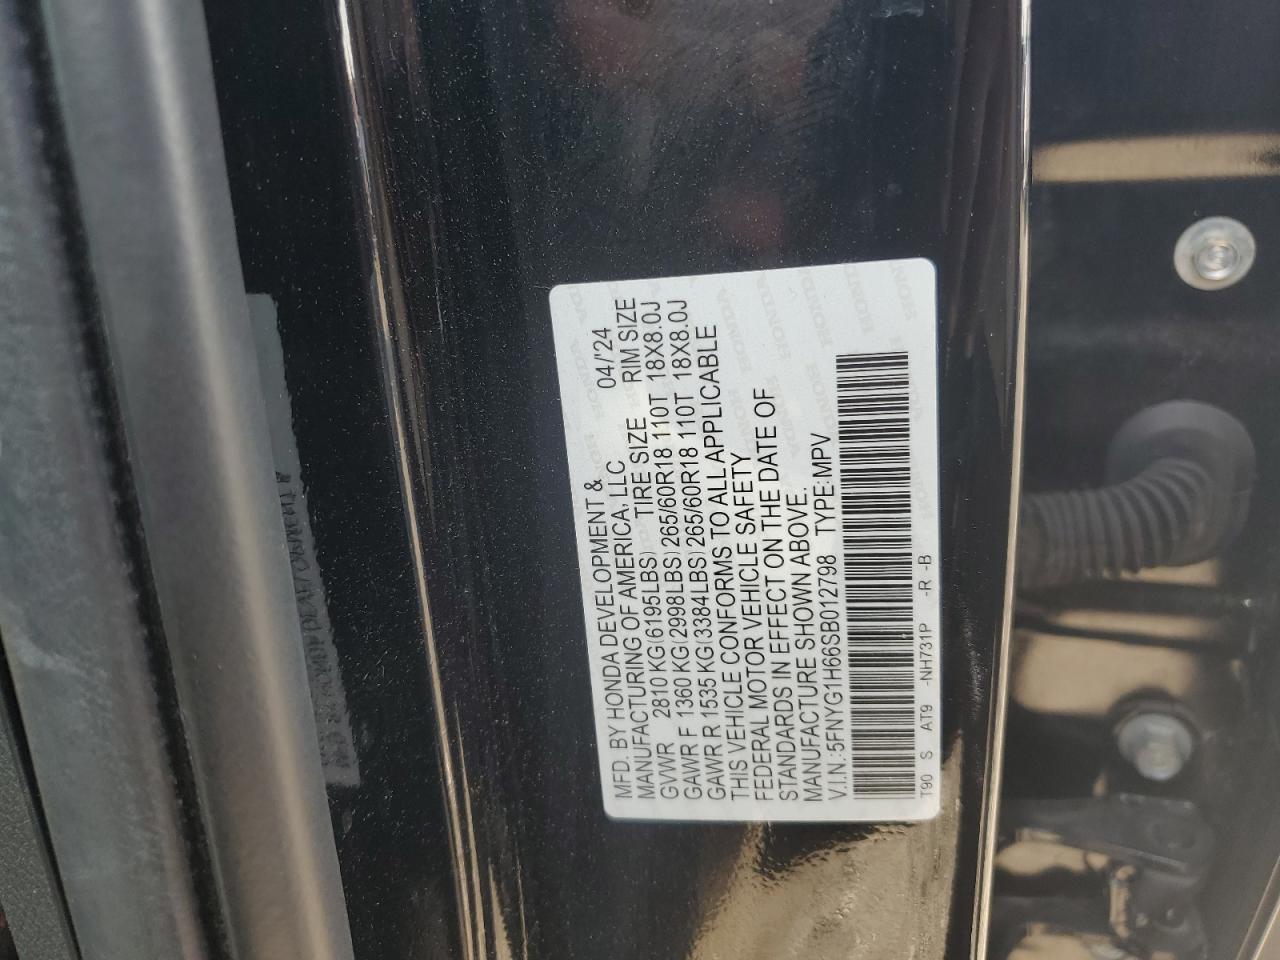 MFD. BY HONDA DEVELOPMENT &
MANUFACTURING OF AMERICA, LLC 04/'24
GVWR 2810 KG(6195LBS) TIRE SIZE RIM SIZE
GAWR F 1360 KG(2998LBS) 265/60R18 110T 18X8.0J
GAWR R 1535 KG(3384LBS) 265/60R18 110T 18X8.0J
THIS VEHICLE CONFORMS TO ALL APPLICABLE
FEDERAL MOTOR VEHICLE SAFETY
STANDARDS IN EFFECT ON THE DATE OF
MANUFACTURE SHOWN ABOVE.
V.I.N.:5FNYG1H66SB012798 TYPE:MPV
T90 S AT9 -NH731P -R -B